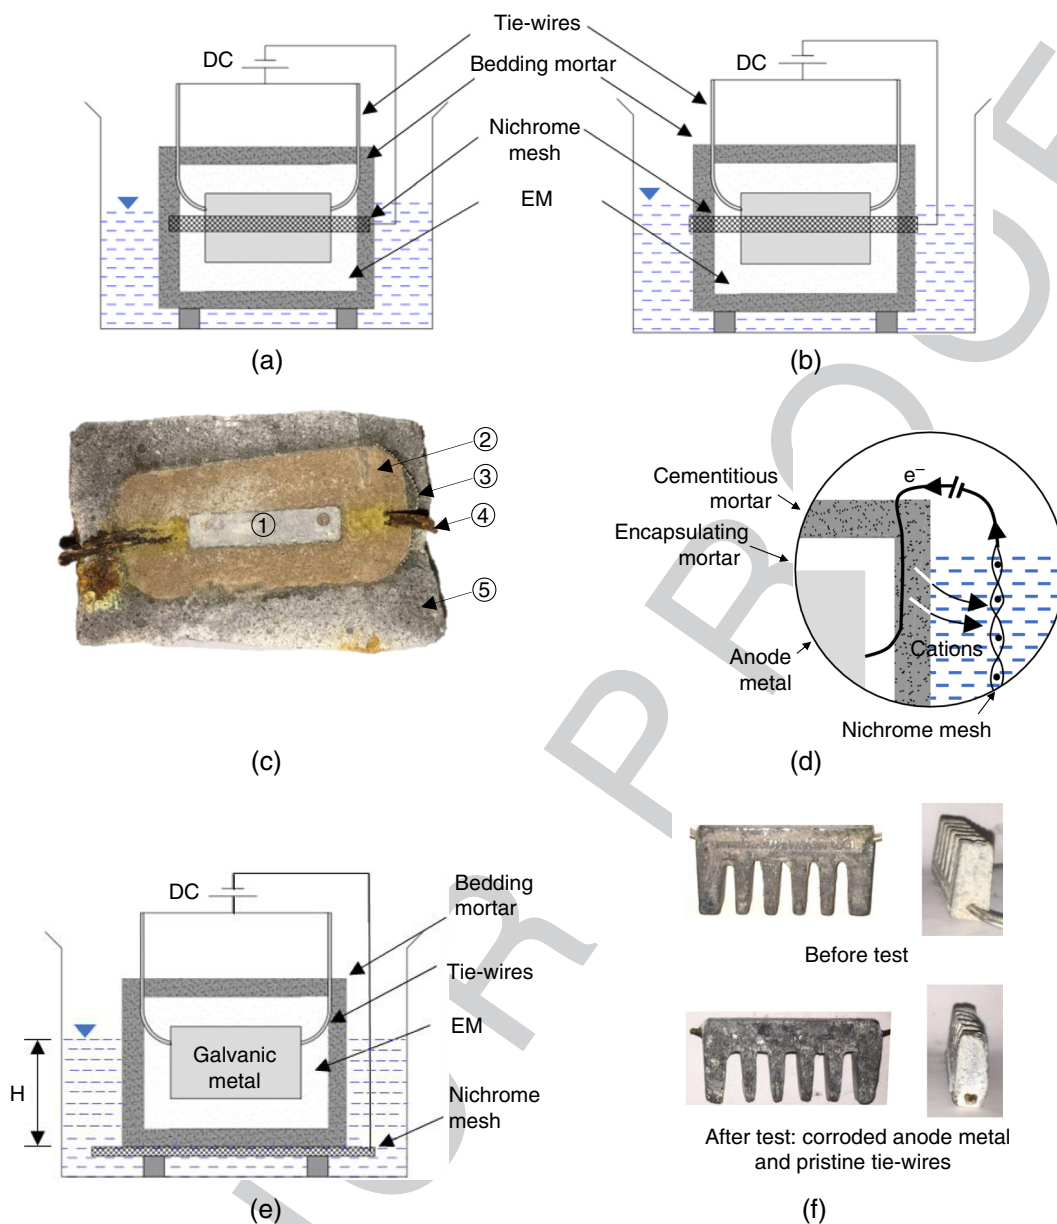 Tie-wires
DC
Bedding mortar
DC
Nichrome
mesh
EM
(a)
(b)
①
②
③
④
⑤
(c)
Cementitious
mortar
e–
Encapsulating
mortar
Anode
metal
Cations
Nichrome mesh
(d)
DC
Bedding
mortar
Tie-wires
EM
Galvanic
metal
H
Nichrome
mesh
(e)
Before test
After test: corroded anode metal
and pristine tie-wires
(f)